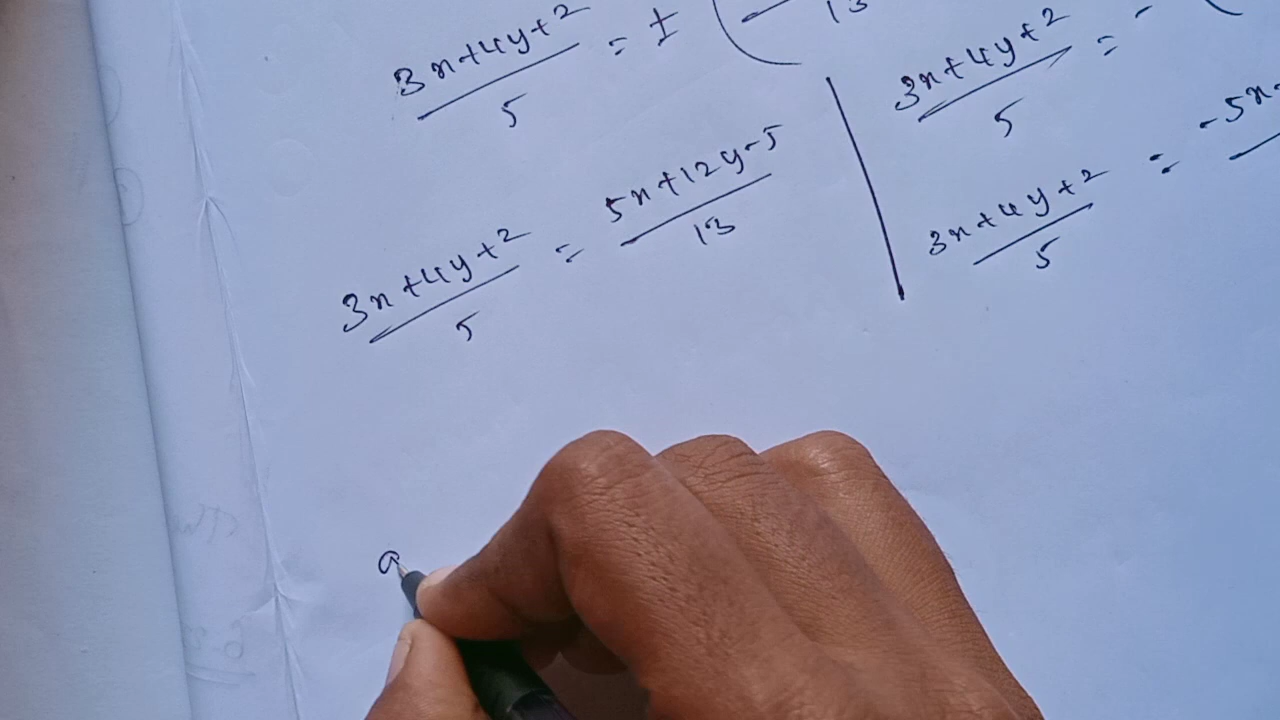 3x+4y+2/5 = ± ( /13
5x+12y-5/13
3x+4y+2/5 =
3x+4y+2/5 = -(
3x+4y+2/5 = -5x